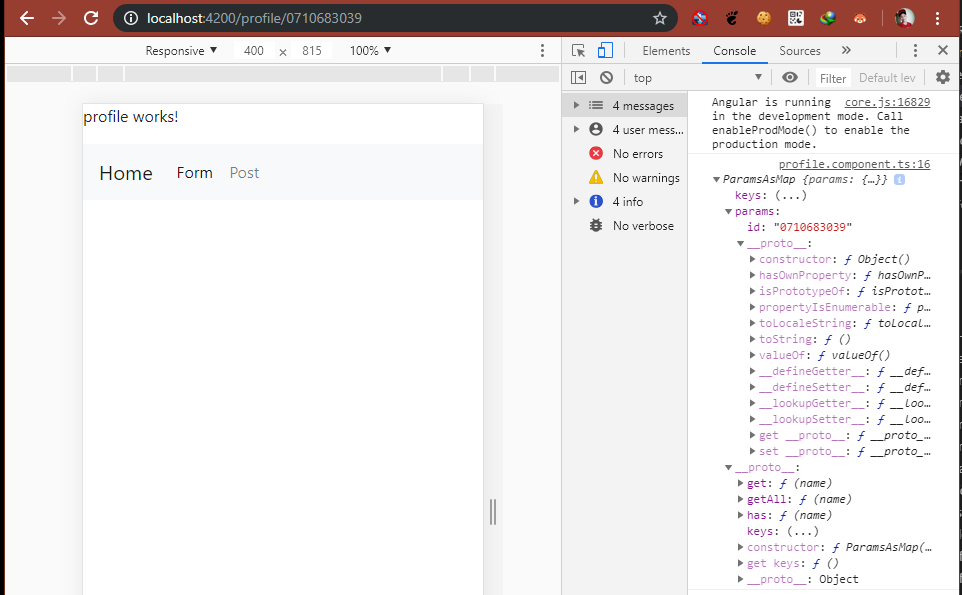 localhost:4200/profile/0710683039
Responsive 400 × 815 100%
Elements Console Sources »
top Filter Default lev
profile works!
Home Form Post
4 messages
4 user mess...
No errors
No warnings
4 info
No verbose
Angular is running core.js:16829
in the development mode. Call
enableProdMode() to enable the
production mode.
profile.component.ts:16
ParamsAsMap {params: {…}} i
keys: (...)
params:
id: "0710683039"
__proto__:
constructor: ƒ Object()
hasOwnProperty: ƒ hasOwnP…
isPrototypeOf: ƒ isPrototot…
propertyIsEnumerable: ƒ p…
toLocaleString: ƒ toLocal…
toString: ƒ ()
valueOf: ƒ valueOf()
__defineGetter__: ƒ __def…
__defineSetter__: ƒ __def…
__lookupGetter__: ƒ __loo…
__lookupSetter__: ƒ __loo…
get __proto__: ƒ __proto_…
set __proto__: ƒ __proto_…
__proto__:
get: ƒ (name)
getAll: ƒ (name)
has: ƒ (name)
keys: (...)
constructor: ƒ ParamsAsMap(…
get keys: ƒ ()
__proto__: Object